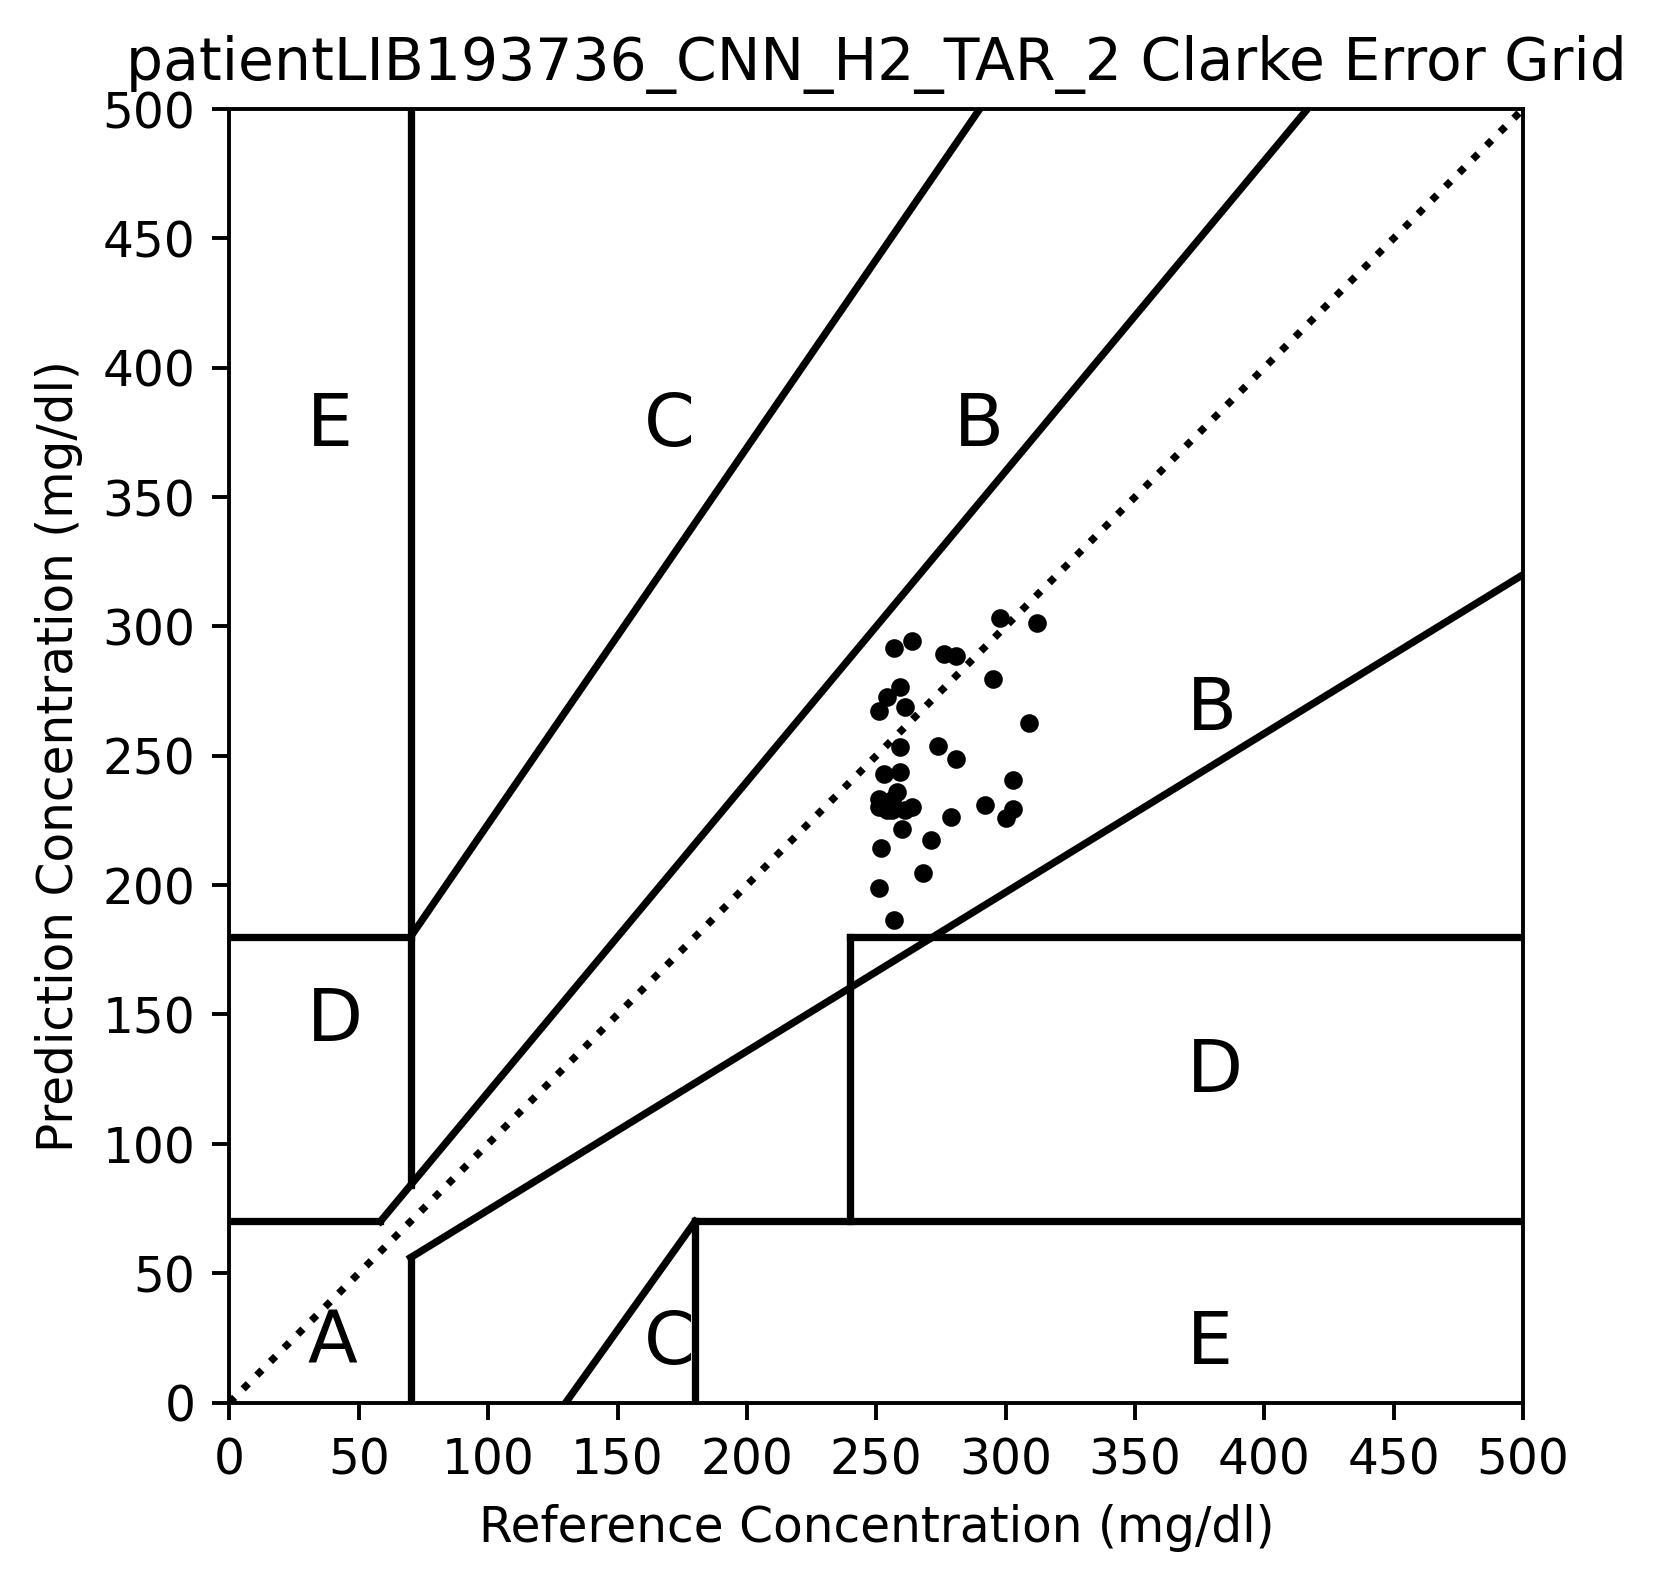 patientLIB193736_CNN_H2_TAR_2 Clarke Error Grid
500
450
400
350
300
250
200
150
100
50
0
Prediction Concentration (mg/dl)
E
C
B
B
D
D
A
C
E
0 50 100 150 200 250 300 350 400 450 500
Reference Concentration (mg/dl)